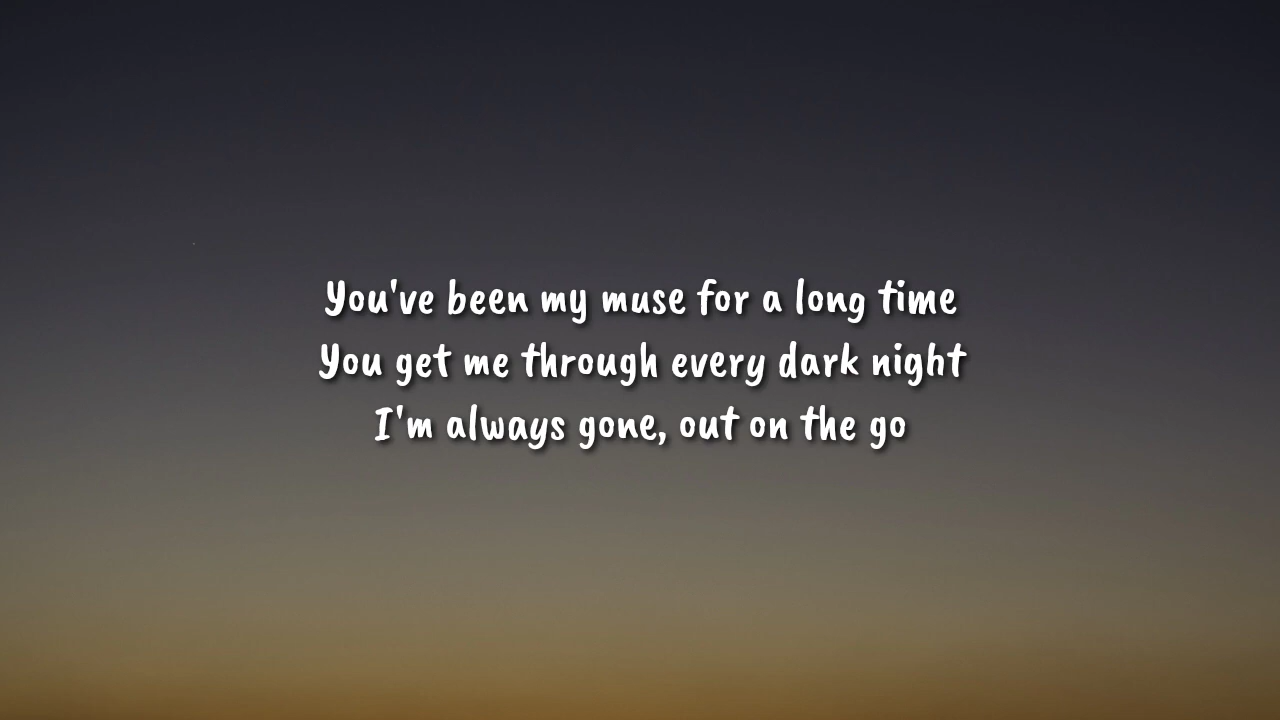 You've been my muse for a long time
You get me through every dark night
I'm always gone, out on the go